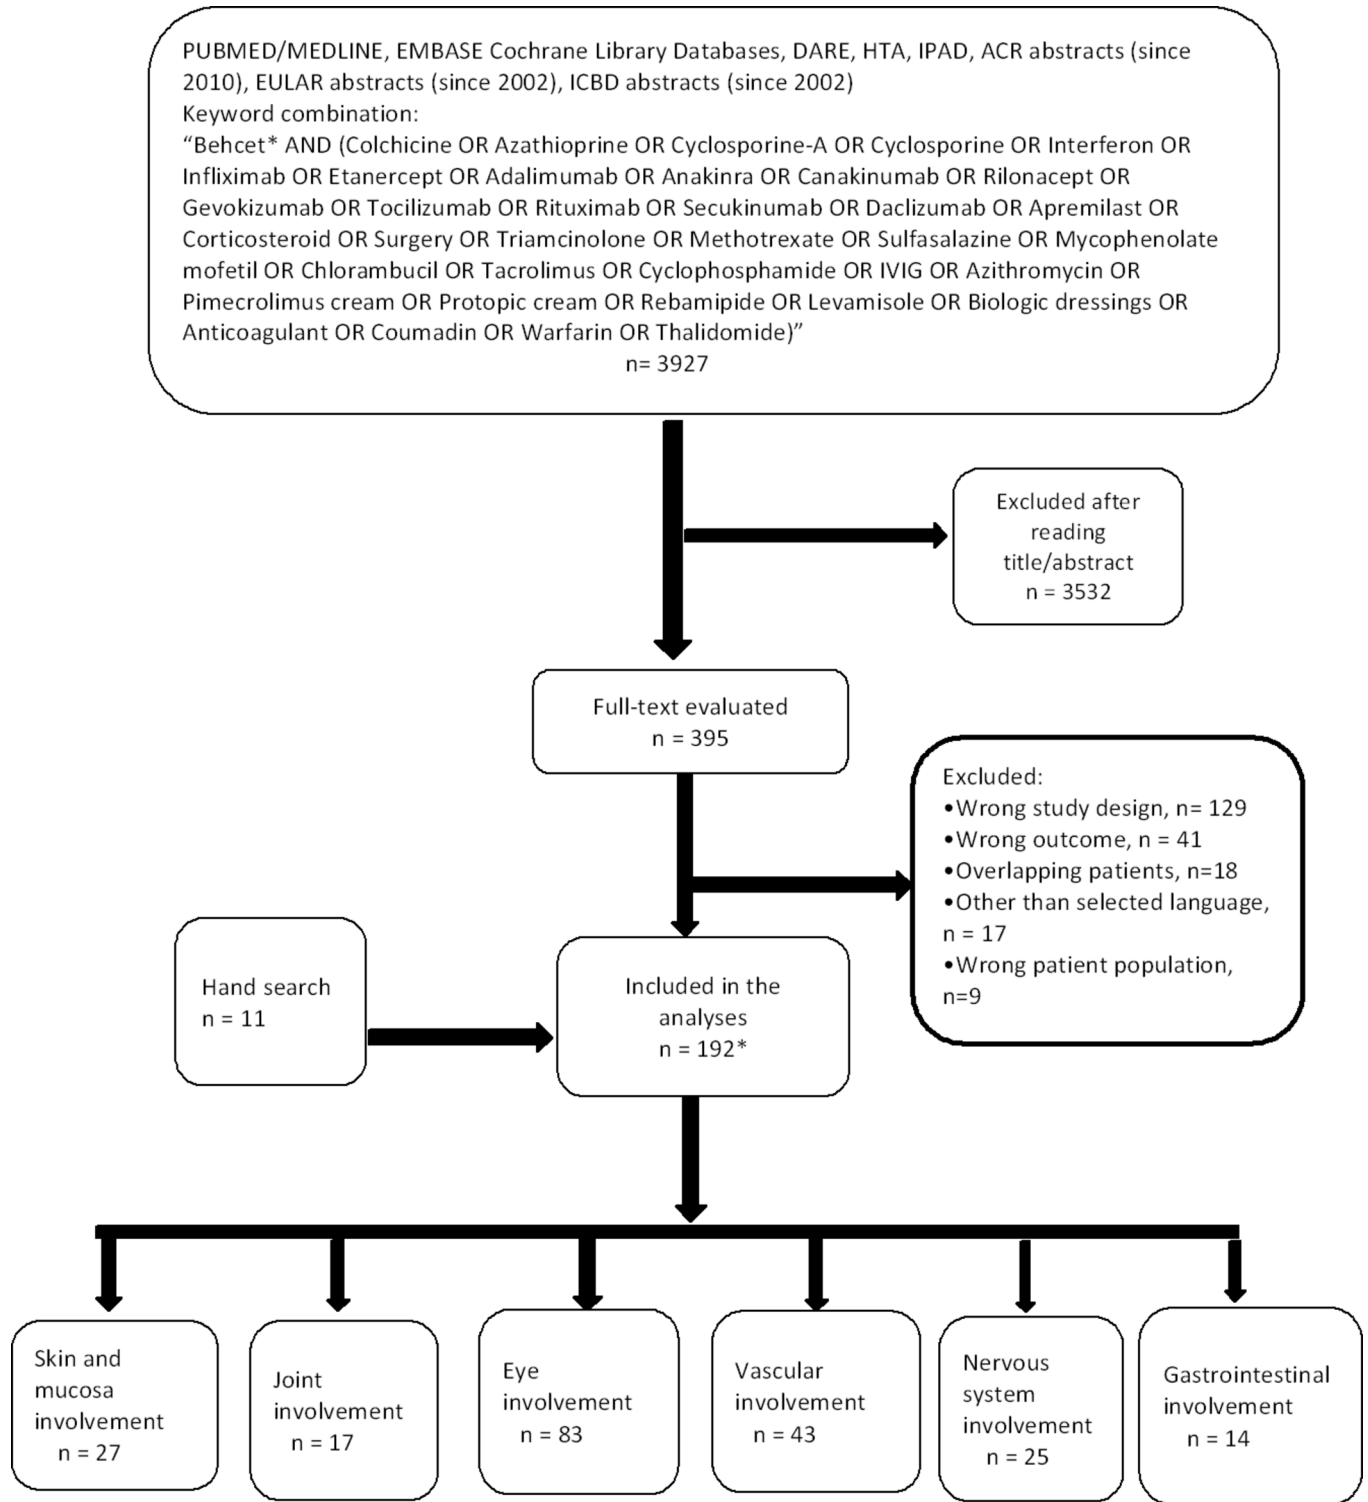 PUBMED/MEDLINE, EMBASE Cochrane Library Databases, DARE, HTA, IPAD, ACR abstracts (since
2010), EULAR abstracts (since 2002), ICBD abstracts (since 2002)
Keyword combination:
“Behcet* AND (Colchicine OR Azathioprine OR Cyclosporine-A OR Cyclosporine OR Interferon OR
Infliximab OR Etanercept OR Adalimumab OR Anakinra OR Canakinumab OR Rilonacept OR
Gevokizumab OR Tocilizumab OR Rituximab OR Secukinumab OR Daclizumab OR Apremilast OR
Corticosteroid OR Surgery OR Triamcinolone OR Methotrexate OR Sulfasalazine OR Mycophenolate
mofetil OR Chlorambucil OR Tacrolimus OR Cyclophosphamide OR IVIG OR Azithromycin OR
Pimecrolimus cream OR Protopic cream OR Rebamipide OR Levamisole OR Biologic dressings OR
Anticoagulant OR Coumadin OR Warfarin OR Thalidomide)”
n= 3927
Excluded after
reading
title/abstract
n = 3532
Full-text evaluated
n = 395
Excluded:
•Wrong study design, n= 129
•Wrong outcome, n = 41
•Overlapping patients, n=18
•Other than selected language,
n = 17
•Wrong patient population,
n=9
Hand search
n = 11
Included in the
analyses
n = 192*
Skin and
mucosa
involvement
n = 27
Joint
involvement
n = 17
Eye
involvement
n = 83
Vascular
involvement
n = 43
Nervous
system
involvement
n = 25
Gastrointestinal
involvement
n = 14